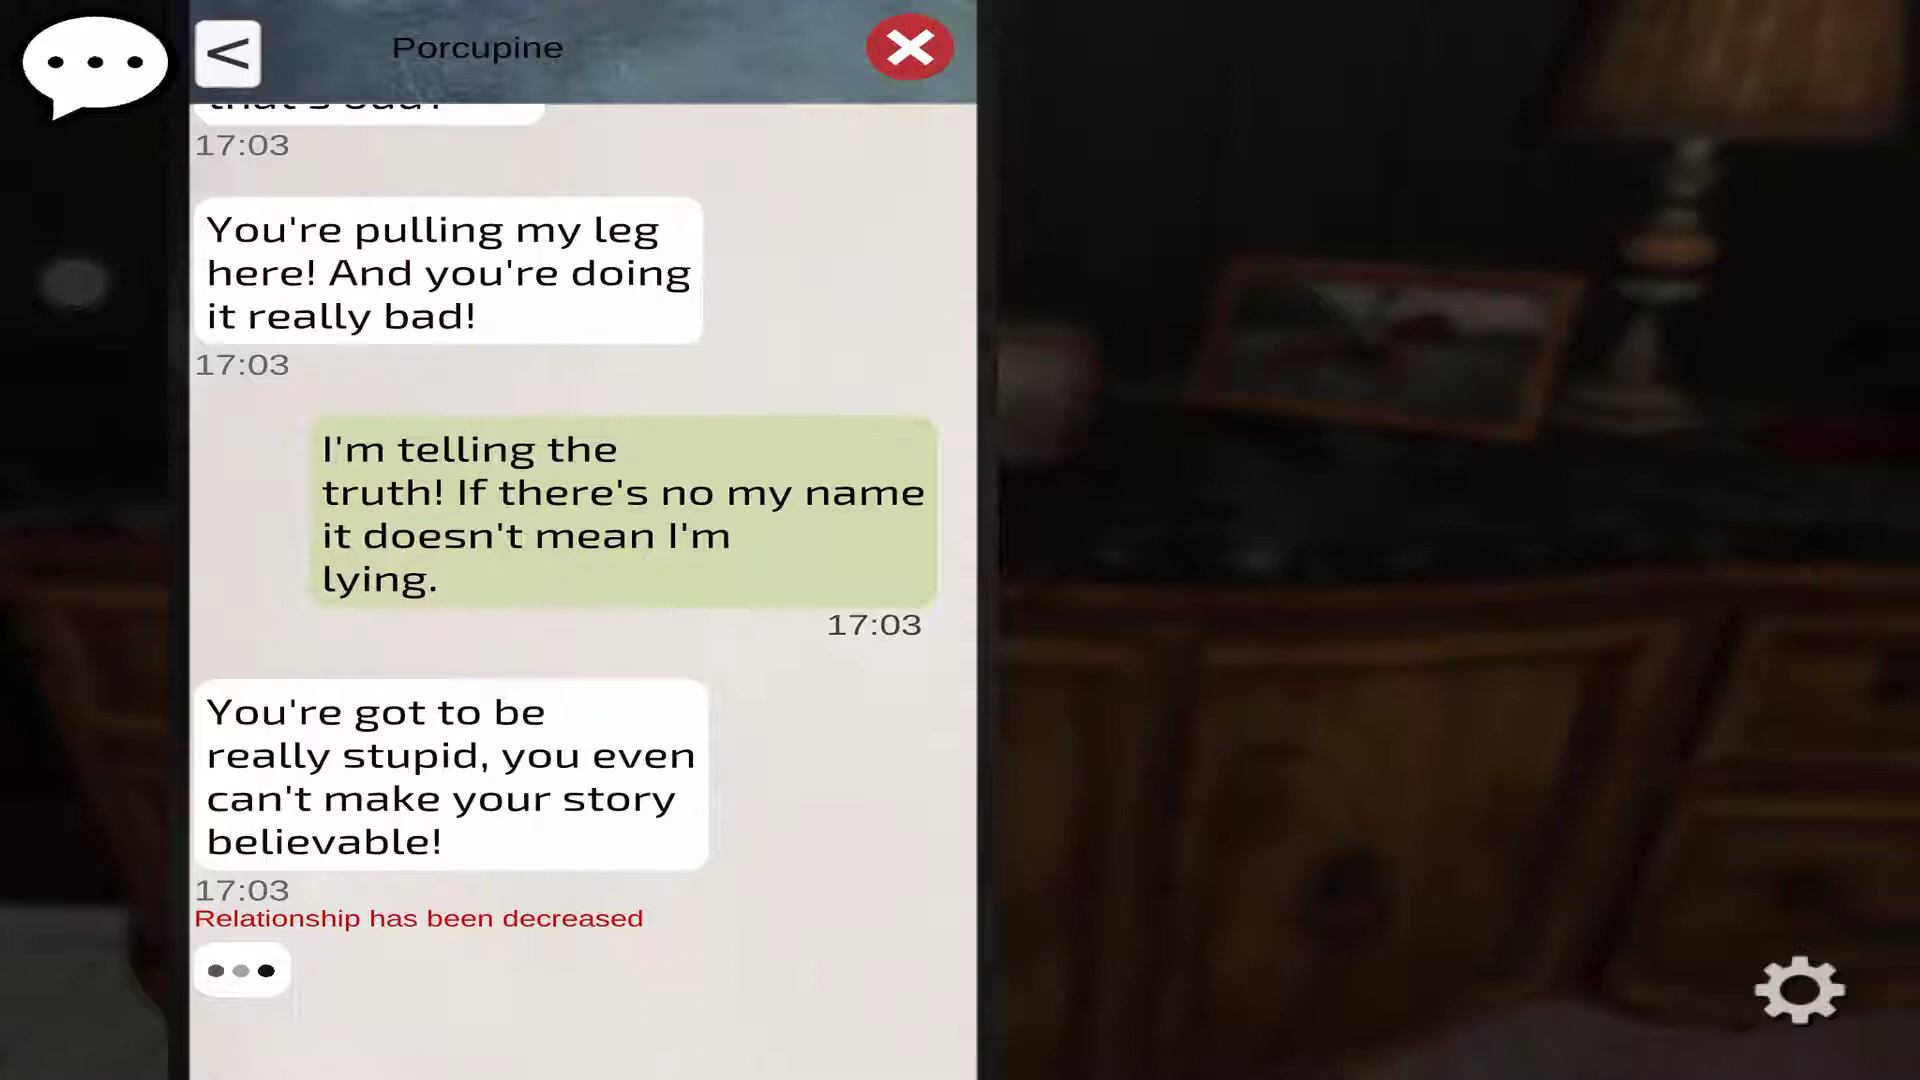 <
Porcupine
17:03
You're pulling my leg
here! And you're doing
it really bad!
17:03
I'm telling the
truth! If there's no my name
it doesn't mean I'm
lying.
17:03
You're got to be
really stupid, you even
can't make your story
believable!
17:03
Relationship has been decreased